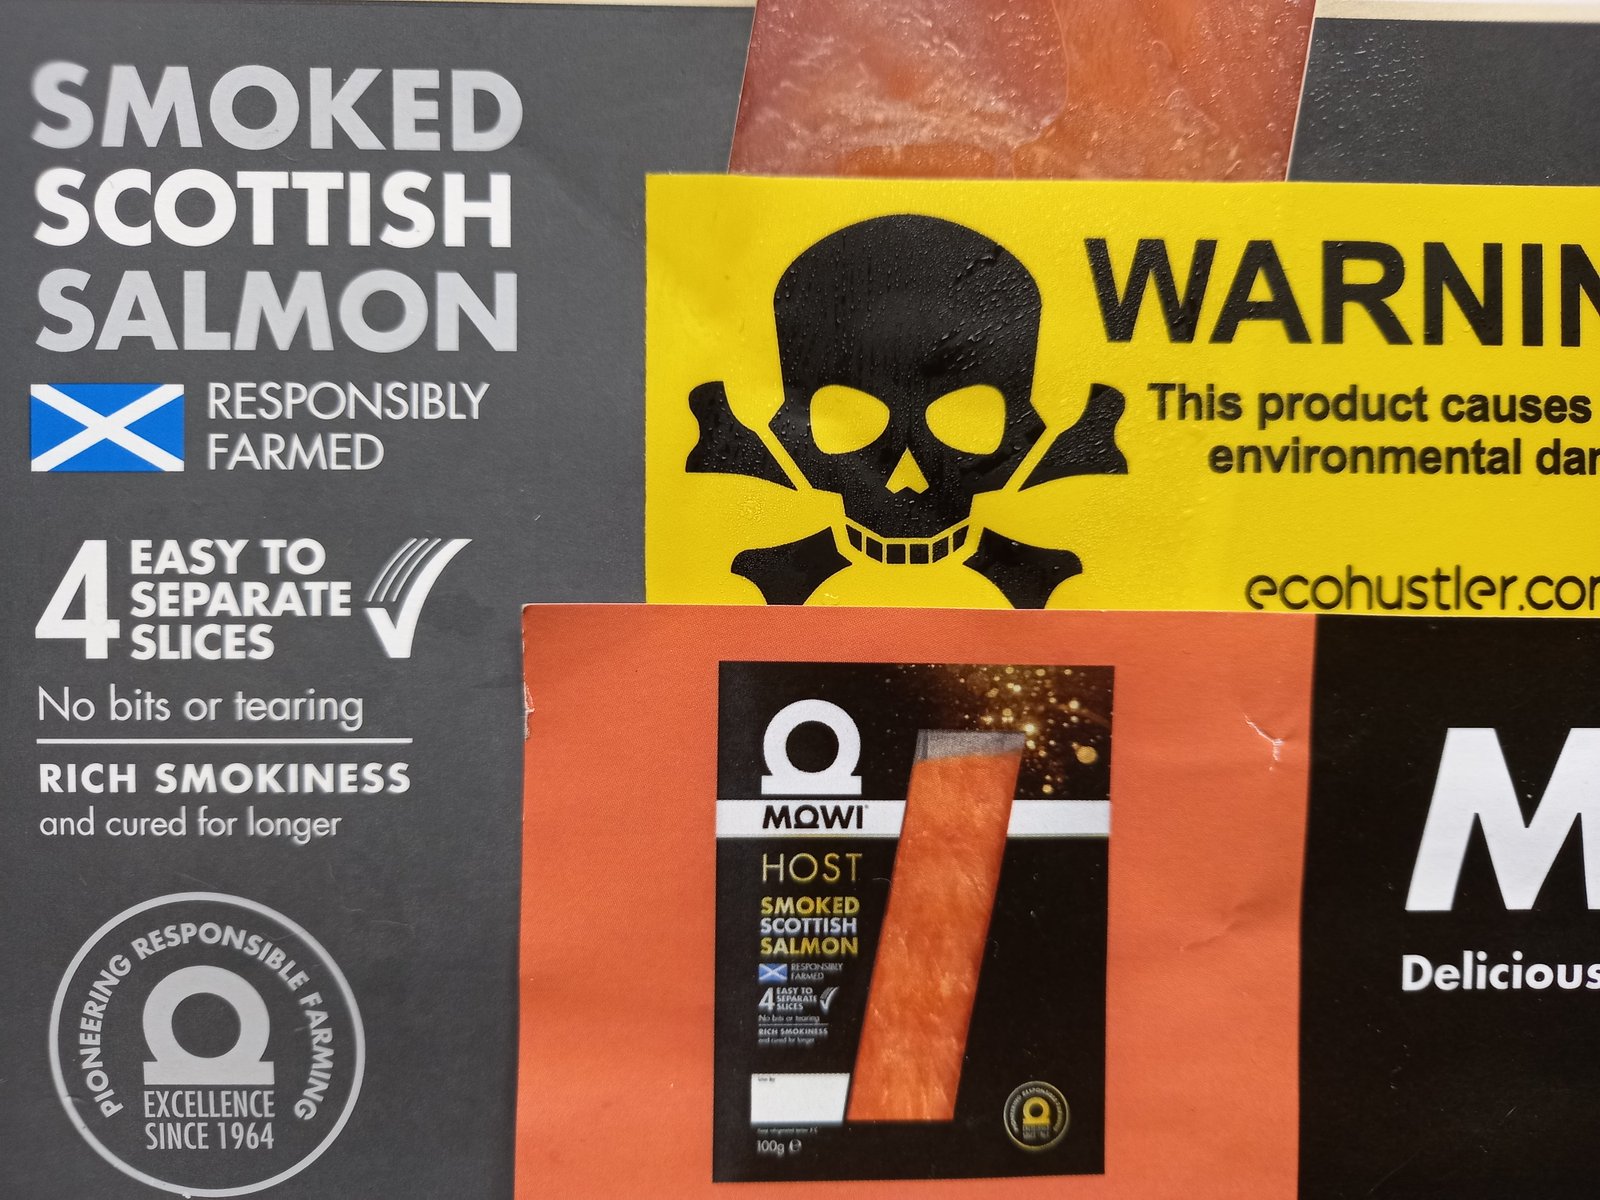 SMOKED
SCOTTISH
SALMON
RESPONSIBLY
FARMED
4 EASY TO
SEPARATE
SLICES
No bits or tearing
RICH SMOKINESS
and cured for longer
PIONEERING RESPONSIBLE FARMING
EXCELLENCE
SINCE 1964
WARNIN
This product causes
environmental dam
ecohustler.com
MOWI
HOST
SMOKED
SCOTTISH
SALMON
RESPONSIBLY
FARMED
4 EASY TO
SEPARATE
SLICES
No bits or tearing
RICH SMOKINESS
and cured for longer
100g ℮
M
Delicious